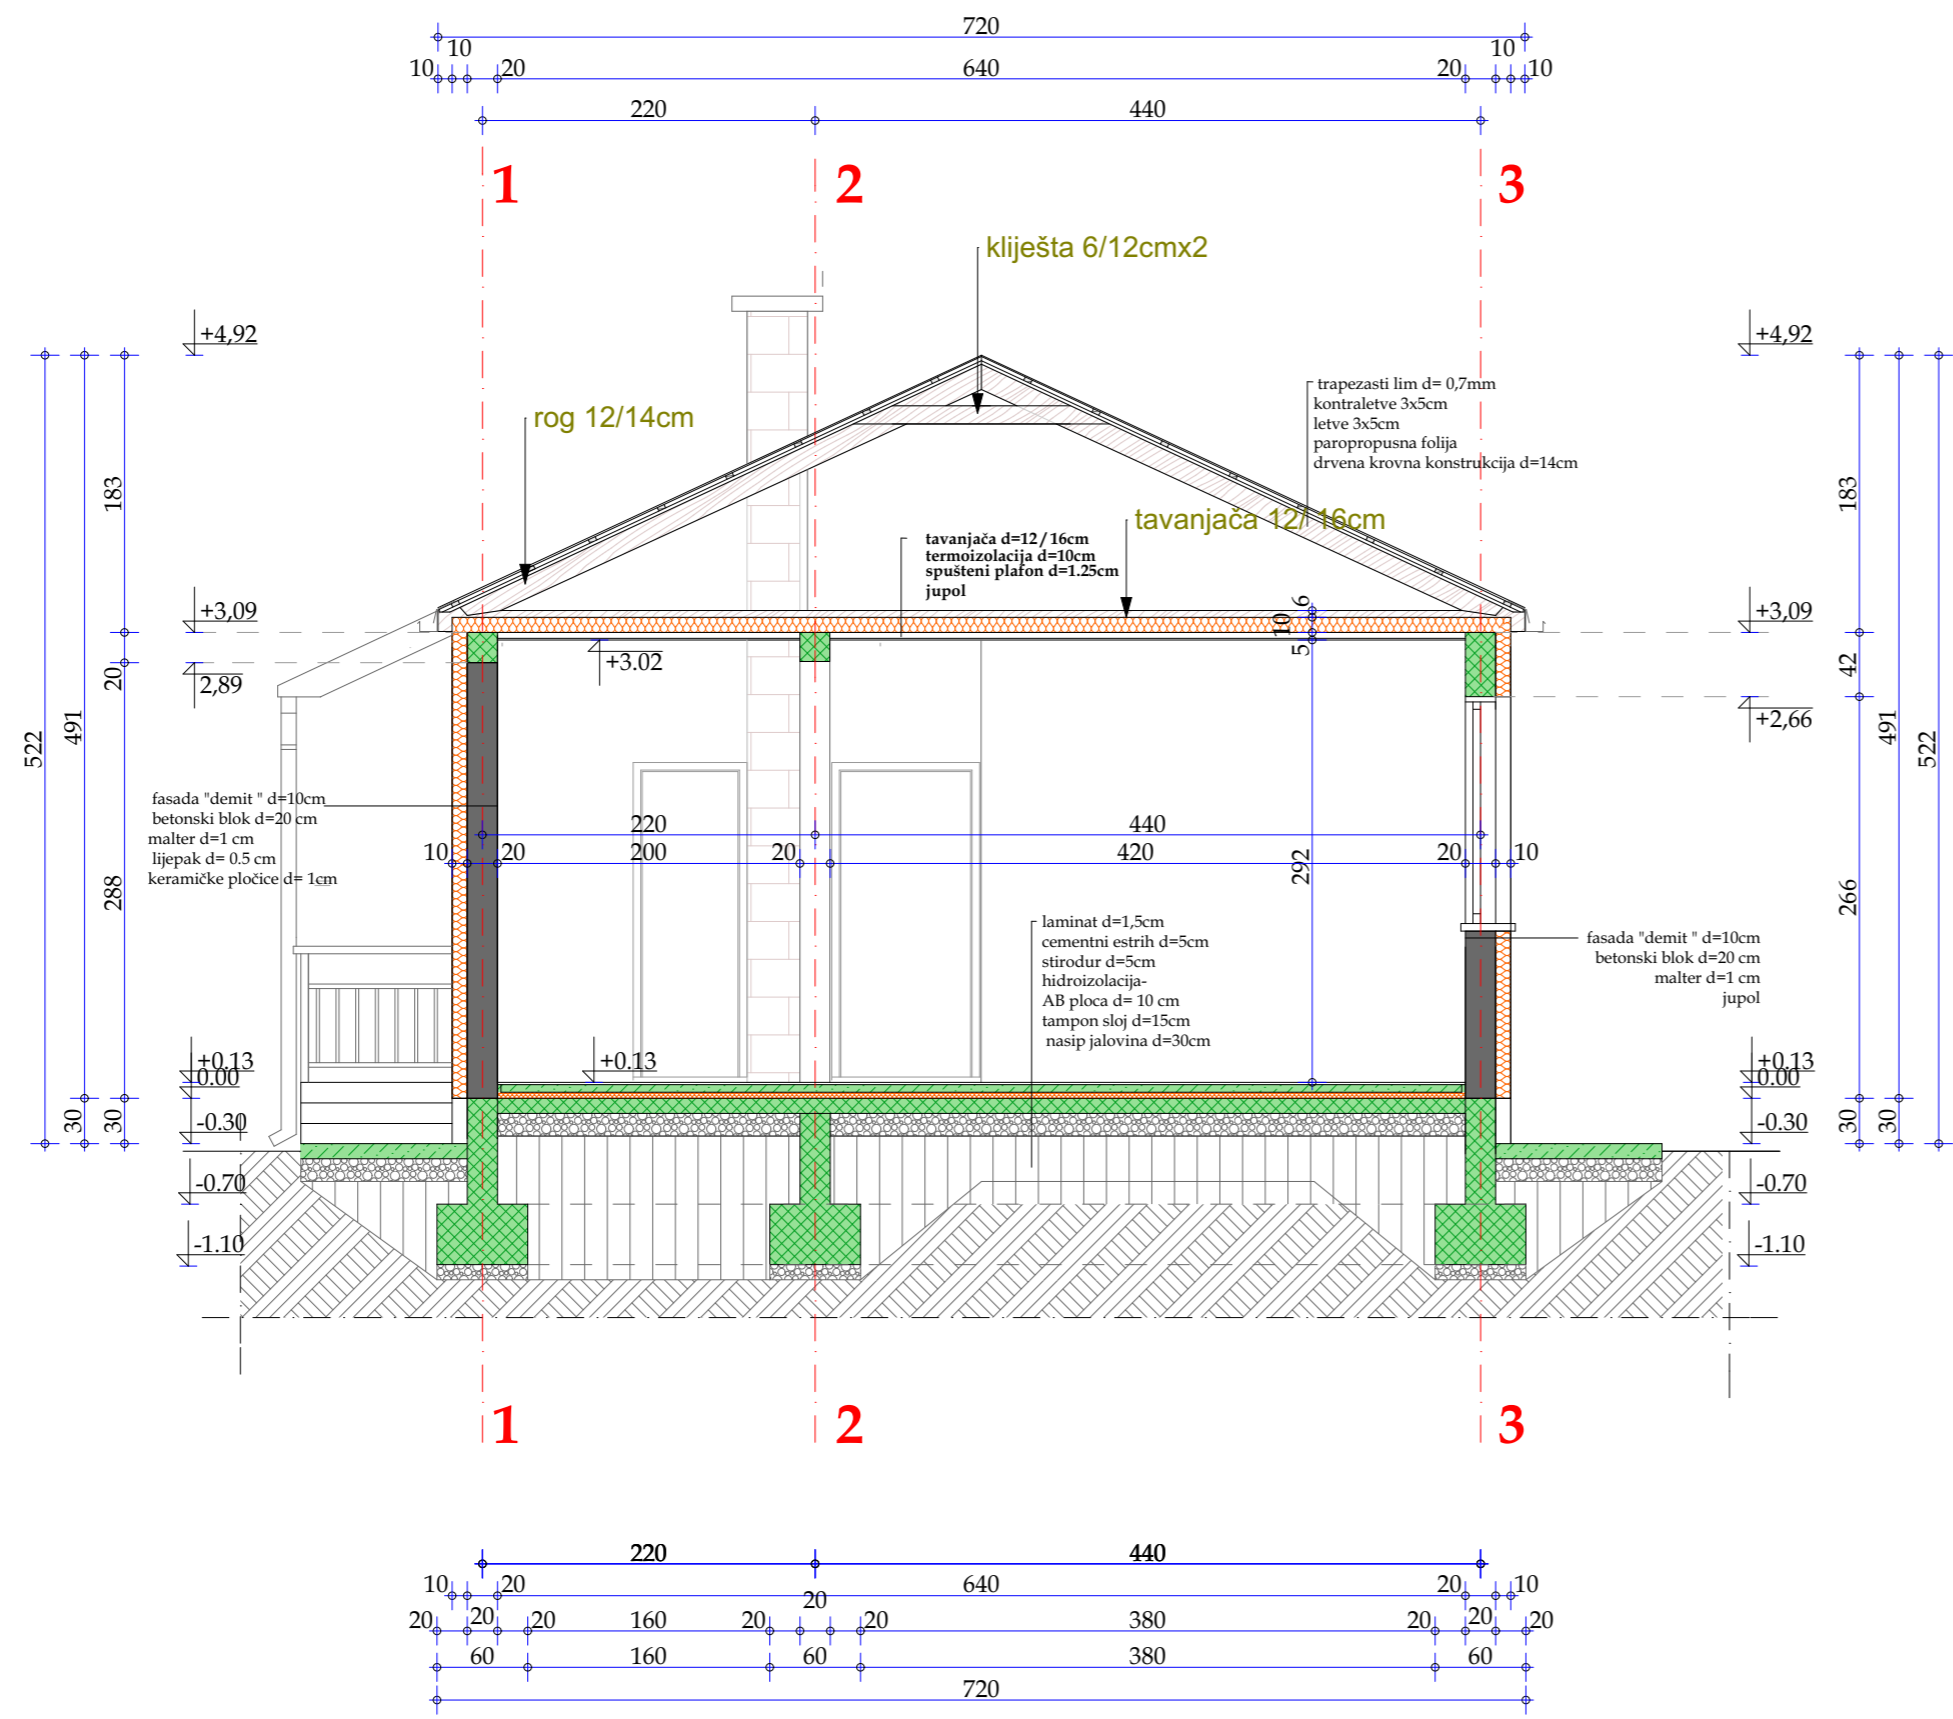 720
10 10 20 640 20 10 10
220 440
1 2 3
kliješta 6/12cmx2
+4,92 +4,92
rog 12/14cm
trapezasti lim d= 0,7mm
kontraletve 3x5cm
letve 3x5cm
paropropusna folija
drvena krovna konstrukcija d=14cm
tavanjača 12/ 16cm
tavanjača d=12/16cm
termoizolacija d=10cm
spušteni plafon d=1.25cm
jupol
183 183
+3,09 +3,09
6
10
5
+3.02
20 42
2,89 +2,66
522 491 288
266 491 522
fasada "demit " d=10cm
betonski blok d=20 cm
malter d=1 cm
lijepak d= 0.5 cm
keramičke pločice d= 1cm
220 440
10 20 200 20 420 20 10
292
laminat d=1,5cm
cementni estrih d=5cm
stirodur d=5cm
hidroizolacija-
AB ploca d= 10 cm
tampon sloj d=15cm
nasip jalovina d=30cm
fasada "demit " d=10cm
betonski blok d=20 cm
malter d=1 cm
jupol
+0.13 +0.13 +0.13
0.00 0.00
30 30 -0.30 -0.30 30 30
-0.70 -0.70
-1.10 -1.10
1 2 3
220 440
10 20 640 20 10
20 20 20 160 20 20 20 380 20 20 20
60 160 60 380 60
720